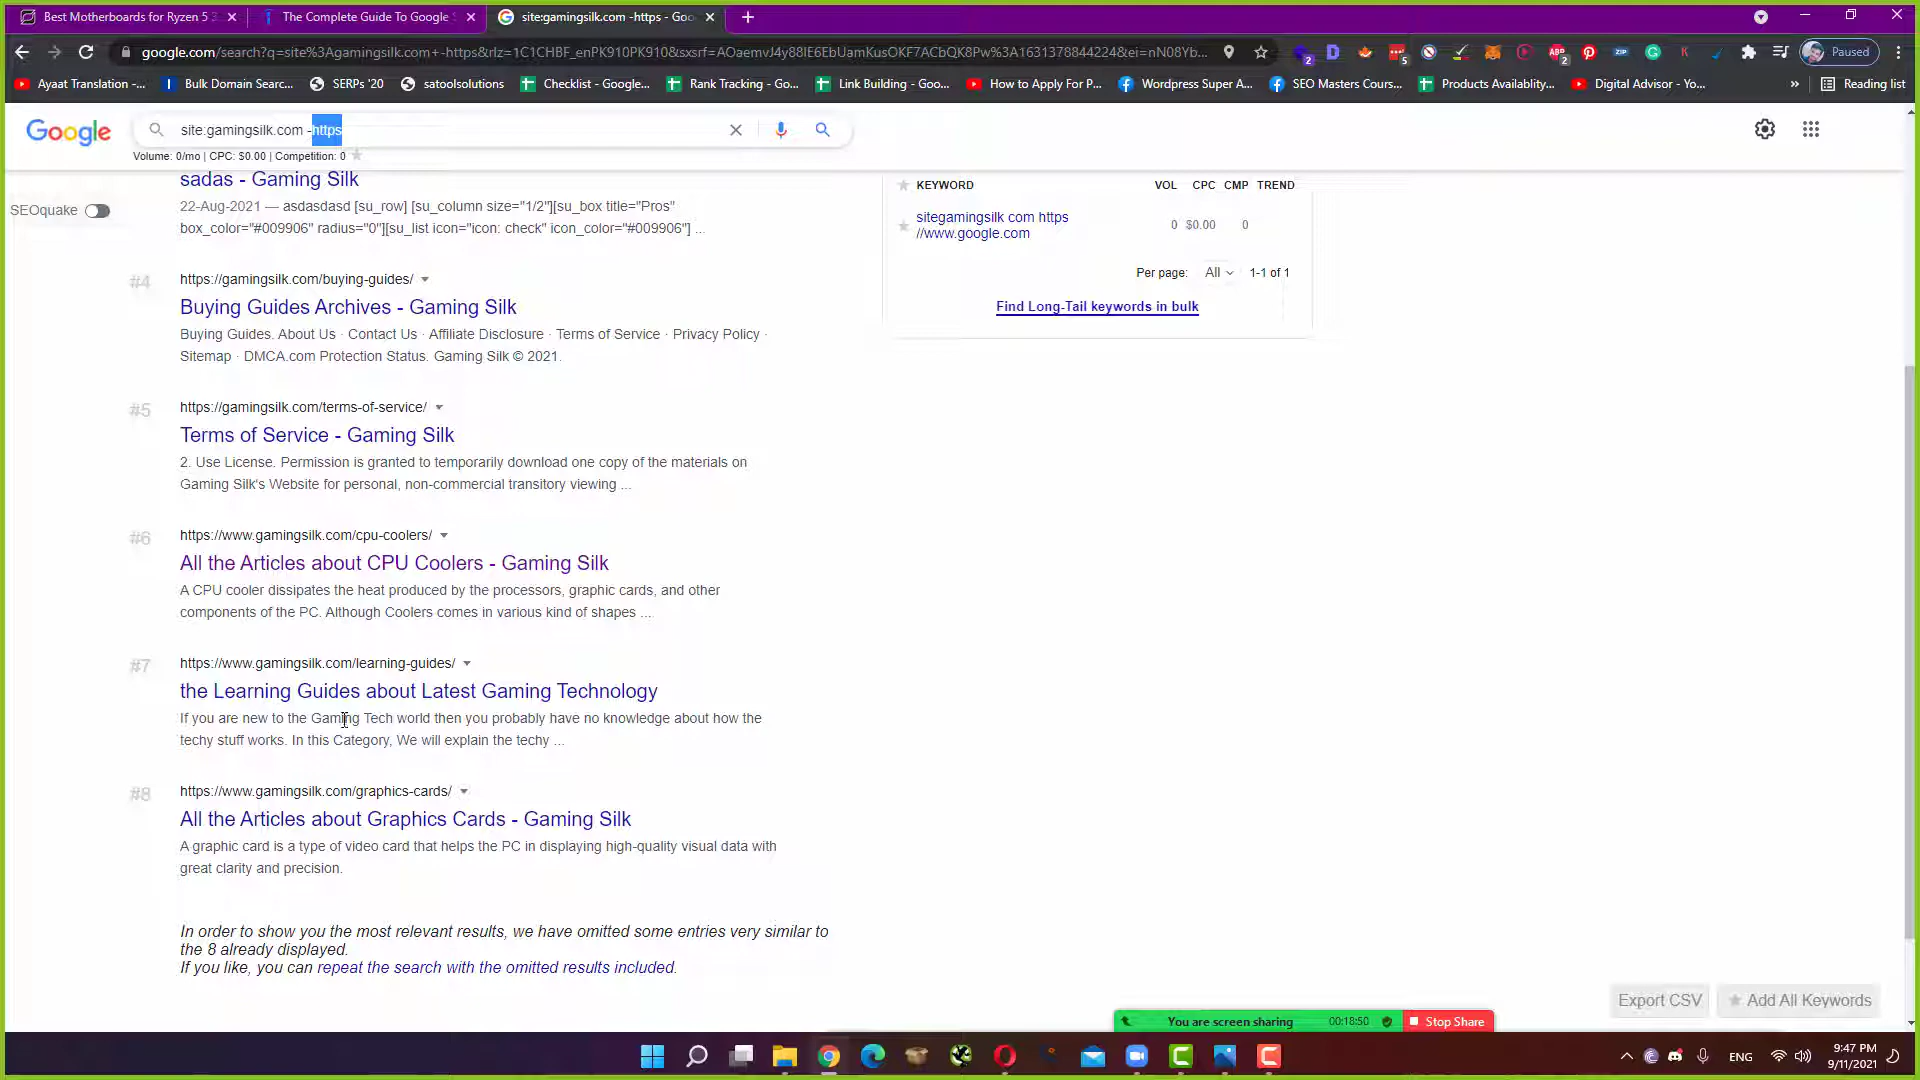 Best Motherboards for Ryzen 5 3
The Complete Guide To Google S
site:gamingsilk.com -https - Goo
google.com/search?q=site%3Agamingsilk.com+-https&rlz=1C1CHBF_enPK910PK910&sxsrf=AOaemvJ4y88IE6EbUamKusOKF7ACbQK8Pw%3A1631378844224&ei=nN08Yb...
Paused
Ayaat Translation -...
Bulk Domain Searc...
SERPs '20
satoolsolutions
Checklist - Google...
Rank Tracking - Go...
Link Building - Goo...
How to Apply For P...
Wordpress Super A...
SEO Masters Cours...
Products Availablity...
Digital Advisor - Yo...
» Reading list
Google
site:gamingsilk.com -https
Volume: 0/mo | CPC: $0.00 | Competition: 0
SEOquake
sadas - Gaming Silk
22-Aug-2021 — asdasdasd [su_row] [su_column size="1/2"][su_box title="Pros"
box_color="#009906" radius="0"][su_list icon="icon: check" icon_color="#009906"] ...
#4
https://gamingsilk.com/buying-guides/
Buying Guides Archives - Gaming Silk
Buying Guides. About Us · Contact Us · Affiliate Disclosure · Terms of Service · Privacy Policy ·
Sitemap · DMCA.com Protection Status. Gaming Silk © 2021.
#5
https://gamingsilk.com/terms-of-service/
Terms of Service - Gaming Silk
2. Use License. Permission is granted to temporarily download one copy of the materials on
Gaming Silk's Website for personal, non-commercial transitory viewing ...
#6
https://www.gamingsilk.com/cpu-coolers/
All the Articles about CPU Coolers - Gaming Silk
A CPU cooler dissipates the heat produced by the processors, graphic cards, and other
components of the PC. Although Coolers comes in various kind of shapes ...
#7
https://www.gamingsilk.com/learning-guides/
the Learning Guides about Latest Gaming Technology
If you are new to the Gaming Tech world then you probably have no knowledge about how the
techy stuff works. In this Category, We will explain the techy ...
#8
https://www.gamingsilk.com/graphics-cards/
All the Articles about Graphics Cards - Gaming Silk
A graphic card is a type of video card that helps the PC in displaying high-quality visual data with
great clarity and precision.
In order to show you the most relevant results, we have omitted some entries very similar to
the 8 already displayed.
If you like, you can repeat the search with the omitted results included.
KEYWORD VOL CPC CMP TREND
sitegamingsilk com https
//www.google.com
0 $0.00 0
Per page: All 1-1 of 1
Find Long-Tail keywords in bulk
Export CSV
Add All Keywords
You are screen sharing 00:18:50 Stop Share
ENG
9:47 PM
9/11/2021